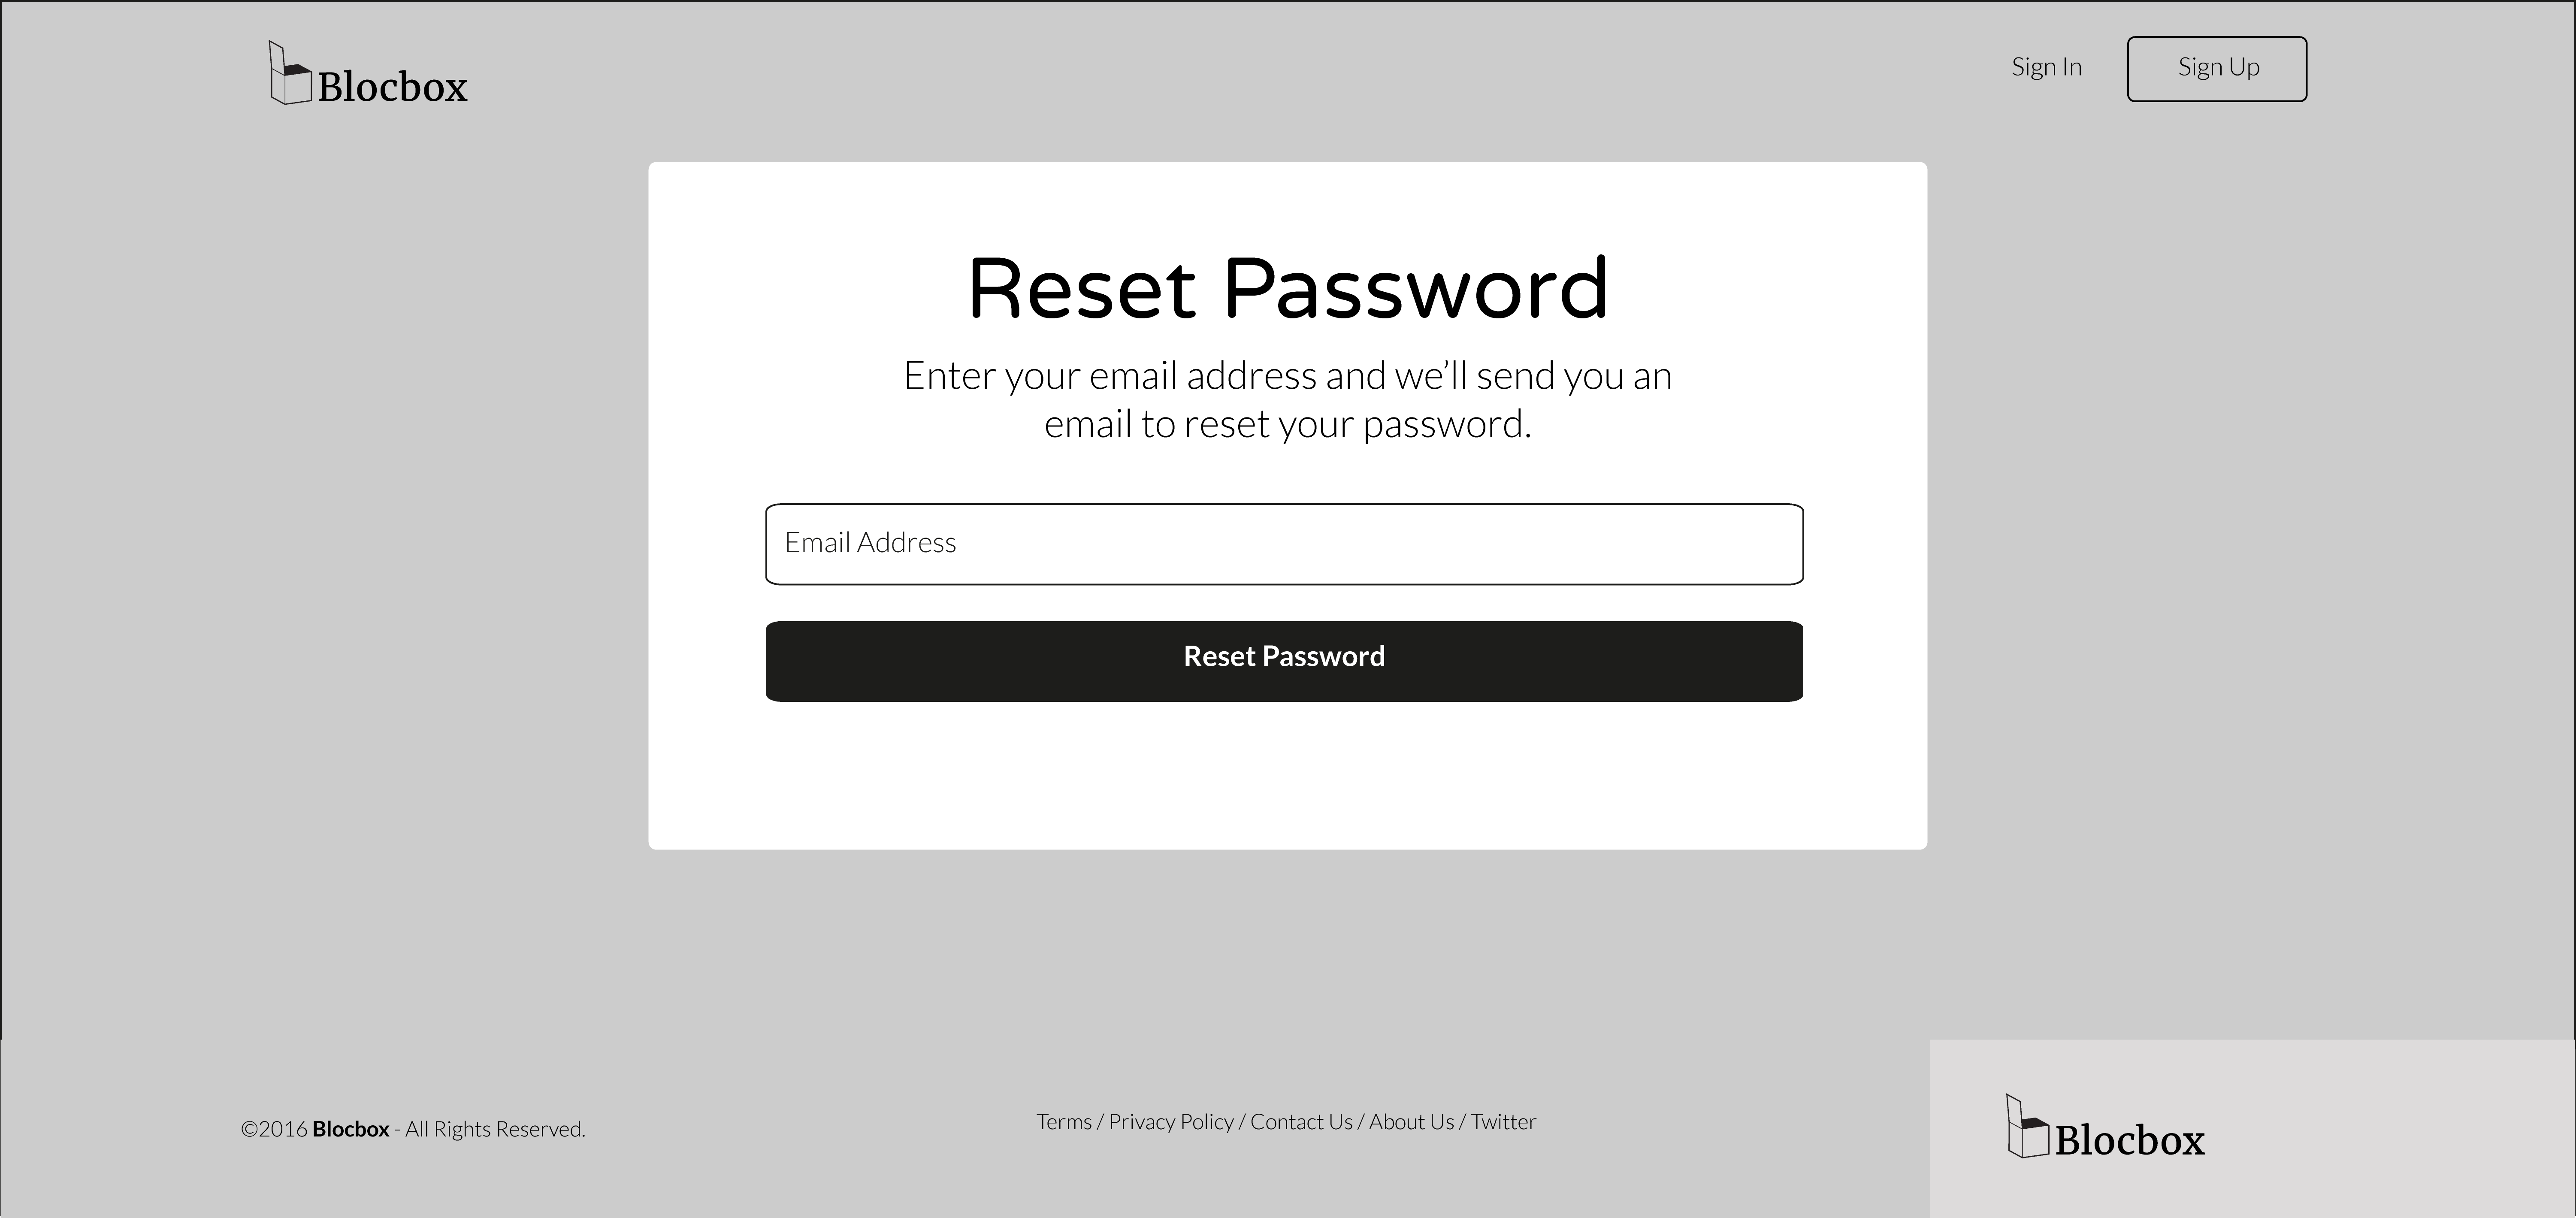 Blocbox
Sign In
Sign Up
Reset Password
Enter your email address and we’ll send you an
email to reset your password.
Email Address
Reset Password
©2016 Blocbox - All Rights Reserved.
Terms / Privacy Policy / Contact Us / About Us / Twitter
Blocbox